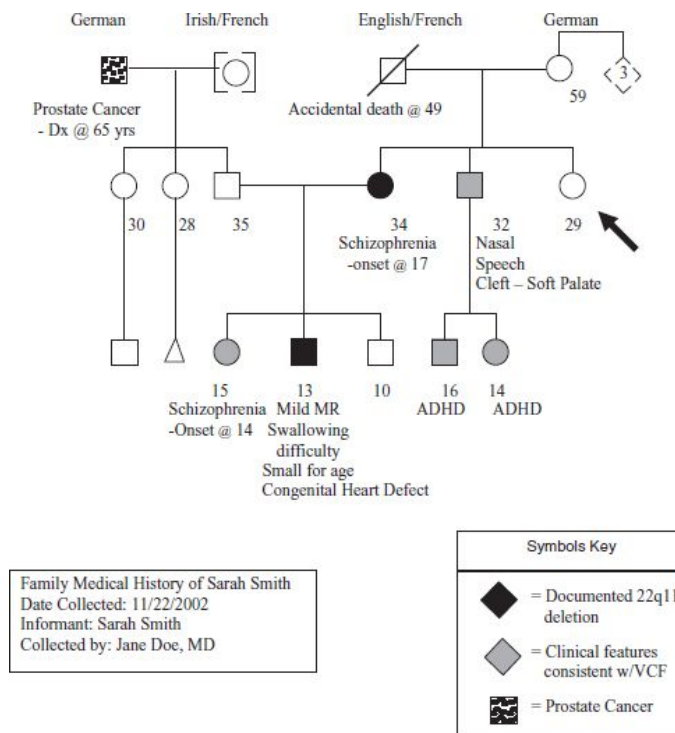 German
Irish/French
English/French
German
3
59
Prostate Cancer
- Dx @ 65 yrs
Accidental death @ 49
30
28
35
34
Schizophrenia
-onset @ 17
32
Nasal
Speech
Cleft – Soft Palate
29
15
Schizophrenia
-Onset @ 14
13
Mild MR
Swallowing
difficulty
Small for age
Congenital Heart Defect
10
16
ADHD
14
ADHD
Family Medical History of Sarah Smith
Date Collected: 11/22/2002
Informant: Sarah Smith
Collected by: Jane Doe, MD
Symbols Key
= Documented 22q11
deletion
= Clinical features
consistent w/VCF
= Prostate Cancer